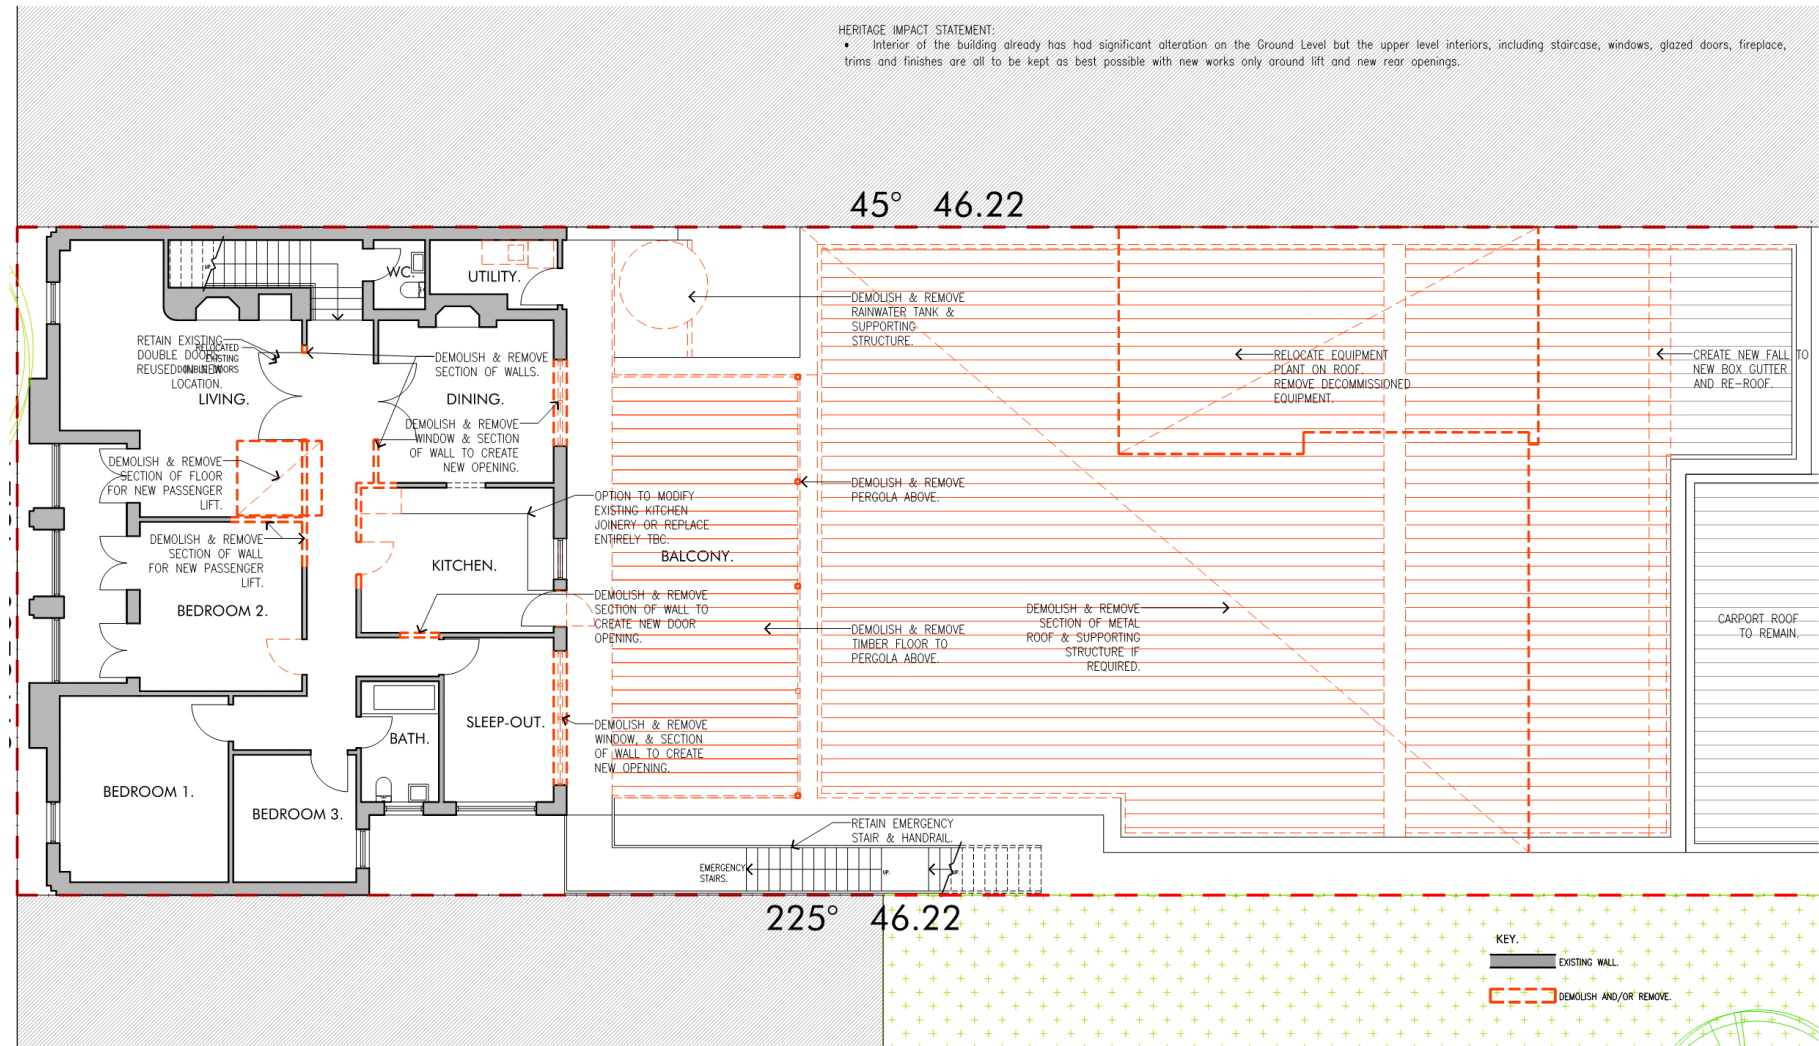 HERITAGE IMPACT STATEMENT:
• Interior of the building already has had significant alteration on the Ground Level but the upper level interiors, including staircase, windows, glazed doors, fireplace,
trims and finishes are all to be kept as best possible with new works only around lift and new rear openings.
45° 46.22
WC.
UTILITY.
UP.
DEMOLISH & REMOVE
RAINWATER TANK &
SUPPORTING
STRUCTURE.
RETAIN EXISTING
DOUBLE DOORS
REUSED IN NEW
LOCATION.
RELOCATED
EXISTING
DOUBLE DOORS
LIVING.
DEMOLISH & REMOVE
SECTION OF WALLS.
DINING.
RELOCATE EQUIPMENT
PLANT ON ROOF.
REMOVE DECOMMISSIONED
EQUIPMENT.
CREATE NEW FALL TO
NEW BOX GUTTER
AND RE-ROOF.
DEMOLISH & REMOVE
WINDOW & SECTION
OF WALL TO CREATE
NEW OPENING.
DEMOLISH & REMOVE
SECTION OF FLOOR
FOR NEW PASSENGER
LIFT.
DEMOLISH & REMOVE
PERGOLA ABOVE.
OPTION TO MODIFY
EXISTING KITCHEN
JOINERY OR REPLACE
ENTIRELY TBC.
DEMOLISH & REMOVE
SECTION OF WALL
FOR NEW PASSENGER
LIFT.
KITCHEN.
BALCONY.
BEDROOM 2.
DEMOLISH & REMOVE
SECTION OF WALL TO
CREATE NEW DOOR
OPENING.
DEMOLISH & REMOVE
TIMBER FLOOR TO
PERGOLA ABOVE.
DEMOLISH & REMOVE
SECTION OF METAL
ROOF & SUPPORTING
STRUCTURE IF
REQUIRED.
CARPORT ROOF
TO REMAIN.
SLEEP-OUT.
BATH.
DEMOLISH & REMOVE
WINDOW, & SECTION
OF WALL TO CREATE
NEW OPENING.
BEDROOM 1.
BEDROOM 3.
RETAIN EMERGENCY
STAIR & HANDRAIL.
EMERGENCY
STAIRS.
UP.
UP.
225° 46.22
KEY.
EXISTING WALL.
DEMOLISH AND/OR REMOVE.